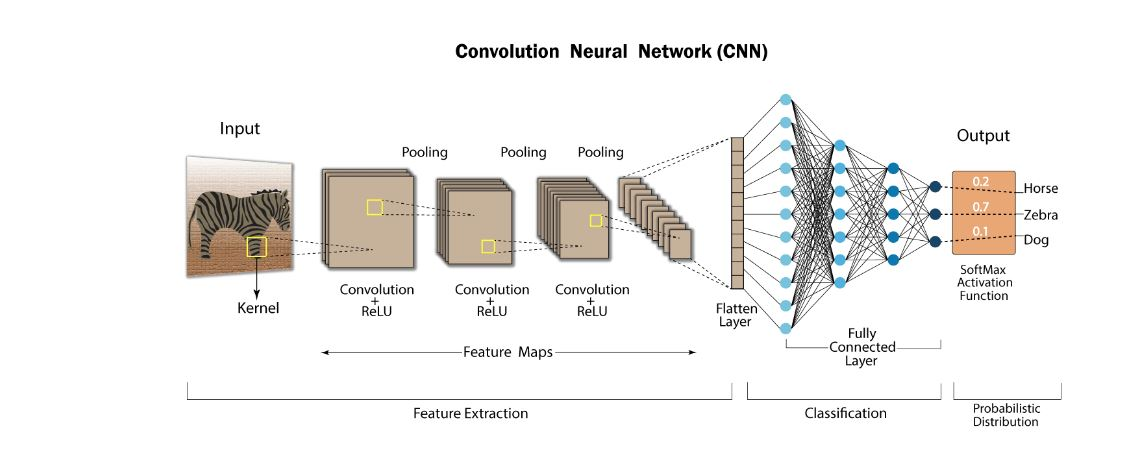 Convolution Neural Network (CNN)
Input
Output
Pooling
Pooling
Pooling
0.2
Horse
0.7
Zebra
0.1
Dog
SoftMax
Activation
Function
Kernel
Convolution
+
ReLU
Convolution
+
ReLU
Convolution
+
ReLU
Flatten
Layer
Fully
Connected
Layer
Feature Maps
Feature Extraction
Classification
Probabilistic
Distribution